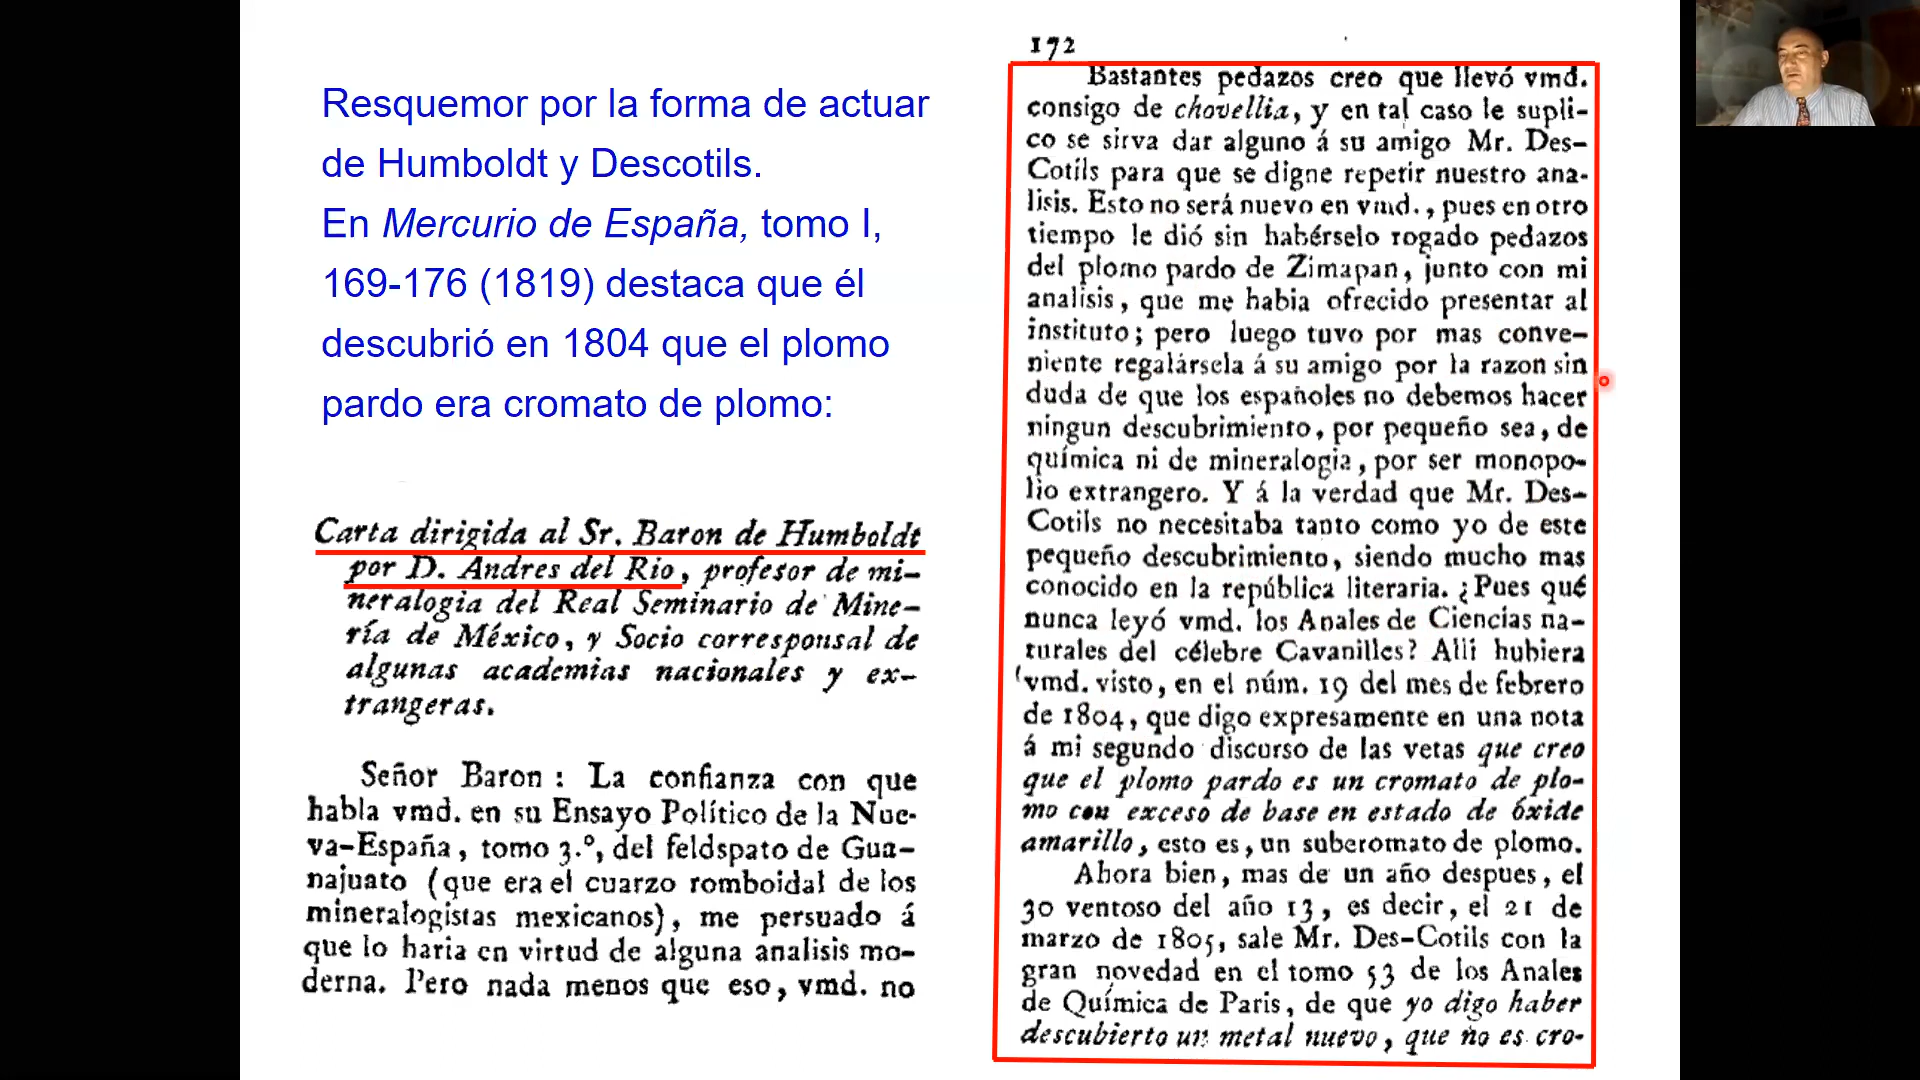 Resquemor por la forma de actuar
de Humboldt y Descotils.
En Mercurio de España, tomo I,
169-176 (1819) destaca que él
descubrió en 1804 que el plomo
pardo era cromato de plomo:
Carta dirigida al Sr. Baron de Humboldt
por D. Andres del Rio, profesor de mi-
neralogia del Real Seminario de Mine-
ría de México, y Socio corresponsal de
algunas academias nacionales y ex-
trangeras.
Señor Baron : La confianza con que
habla vmd. en su Ensayo Político de la Nue-
va-España, tomo 3.º, del feldspato de Gua-
najuato (que era el cuarzo romboidal de los
mineralogistas mexicanos), me persuado á
que lo haria en virtud de alguna analisis mo-
derna. Pero nada menos que eso, vmd. no
172
Bastantes pedazos creo que llevó vmd.
consigo de chovellia, y en tal caso le supli-
co se sirva dar alguno á su amigo Mr. Des-
Cotils para que se digne repetir nuestro ana-
lisis. Esto no será nuevo en vmd., pues en otro
tiempo le dió sin habérselo rogado pedazos
del plomo pardo de Zimapan, junto con mi
analisis, que me habia ofrecido presentar al
instituto; pero luego tuvo por mas conve-
niente regalársela á su amigo por la razon sin
duda de que los españoles no debemos hacer
ningun descubrimiento, por pequeño sea, de
química ni de mineralogia, por ser monopo-
lio extrangero. Y á la verdad que Mr. Des-
Cotils no necesitaba tanto como yo de este
pequeño descubrimiento, siendo mucho mas
conocido en la república literaria. ¿Pues qué
nunca leyó vmd. los Anales de Ciencias na-
turales del célebre Cavanilles? Allí hubiera
vmd. visto, en el núm. 19 del mes de febrero
de 1804, que digo expresamente en una nota
á mi segundo discurso de las vetas que creo
que el plomo pardo es un cromato de plo-
mo con exceso de base en estado de óxide
amarillo, esto es, un subcromato de plomo.
Ahora bien, mas de un año despues, el
30 ventoso del año 13, es decir, el 21 de
marzo de 1805, sale Mr. Des-Cotils con la
gran novedad en el tomo 53 de los Anales
de Química de Paris, de que yo digo haber
descubierto un metal nuevo, que no es cro-